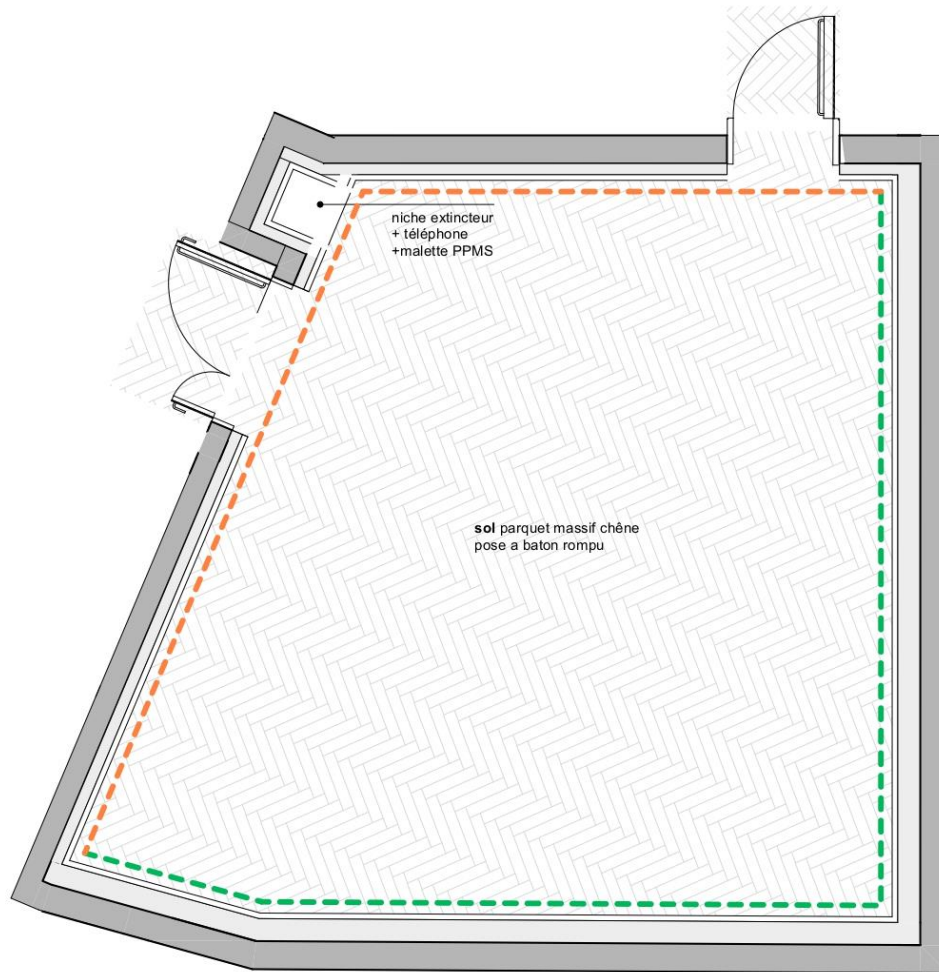 niche extincteur
+ téléphone
+malette PPMS
sol parquet massif chêne
pose a baton rompu